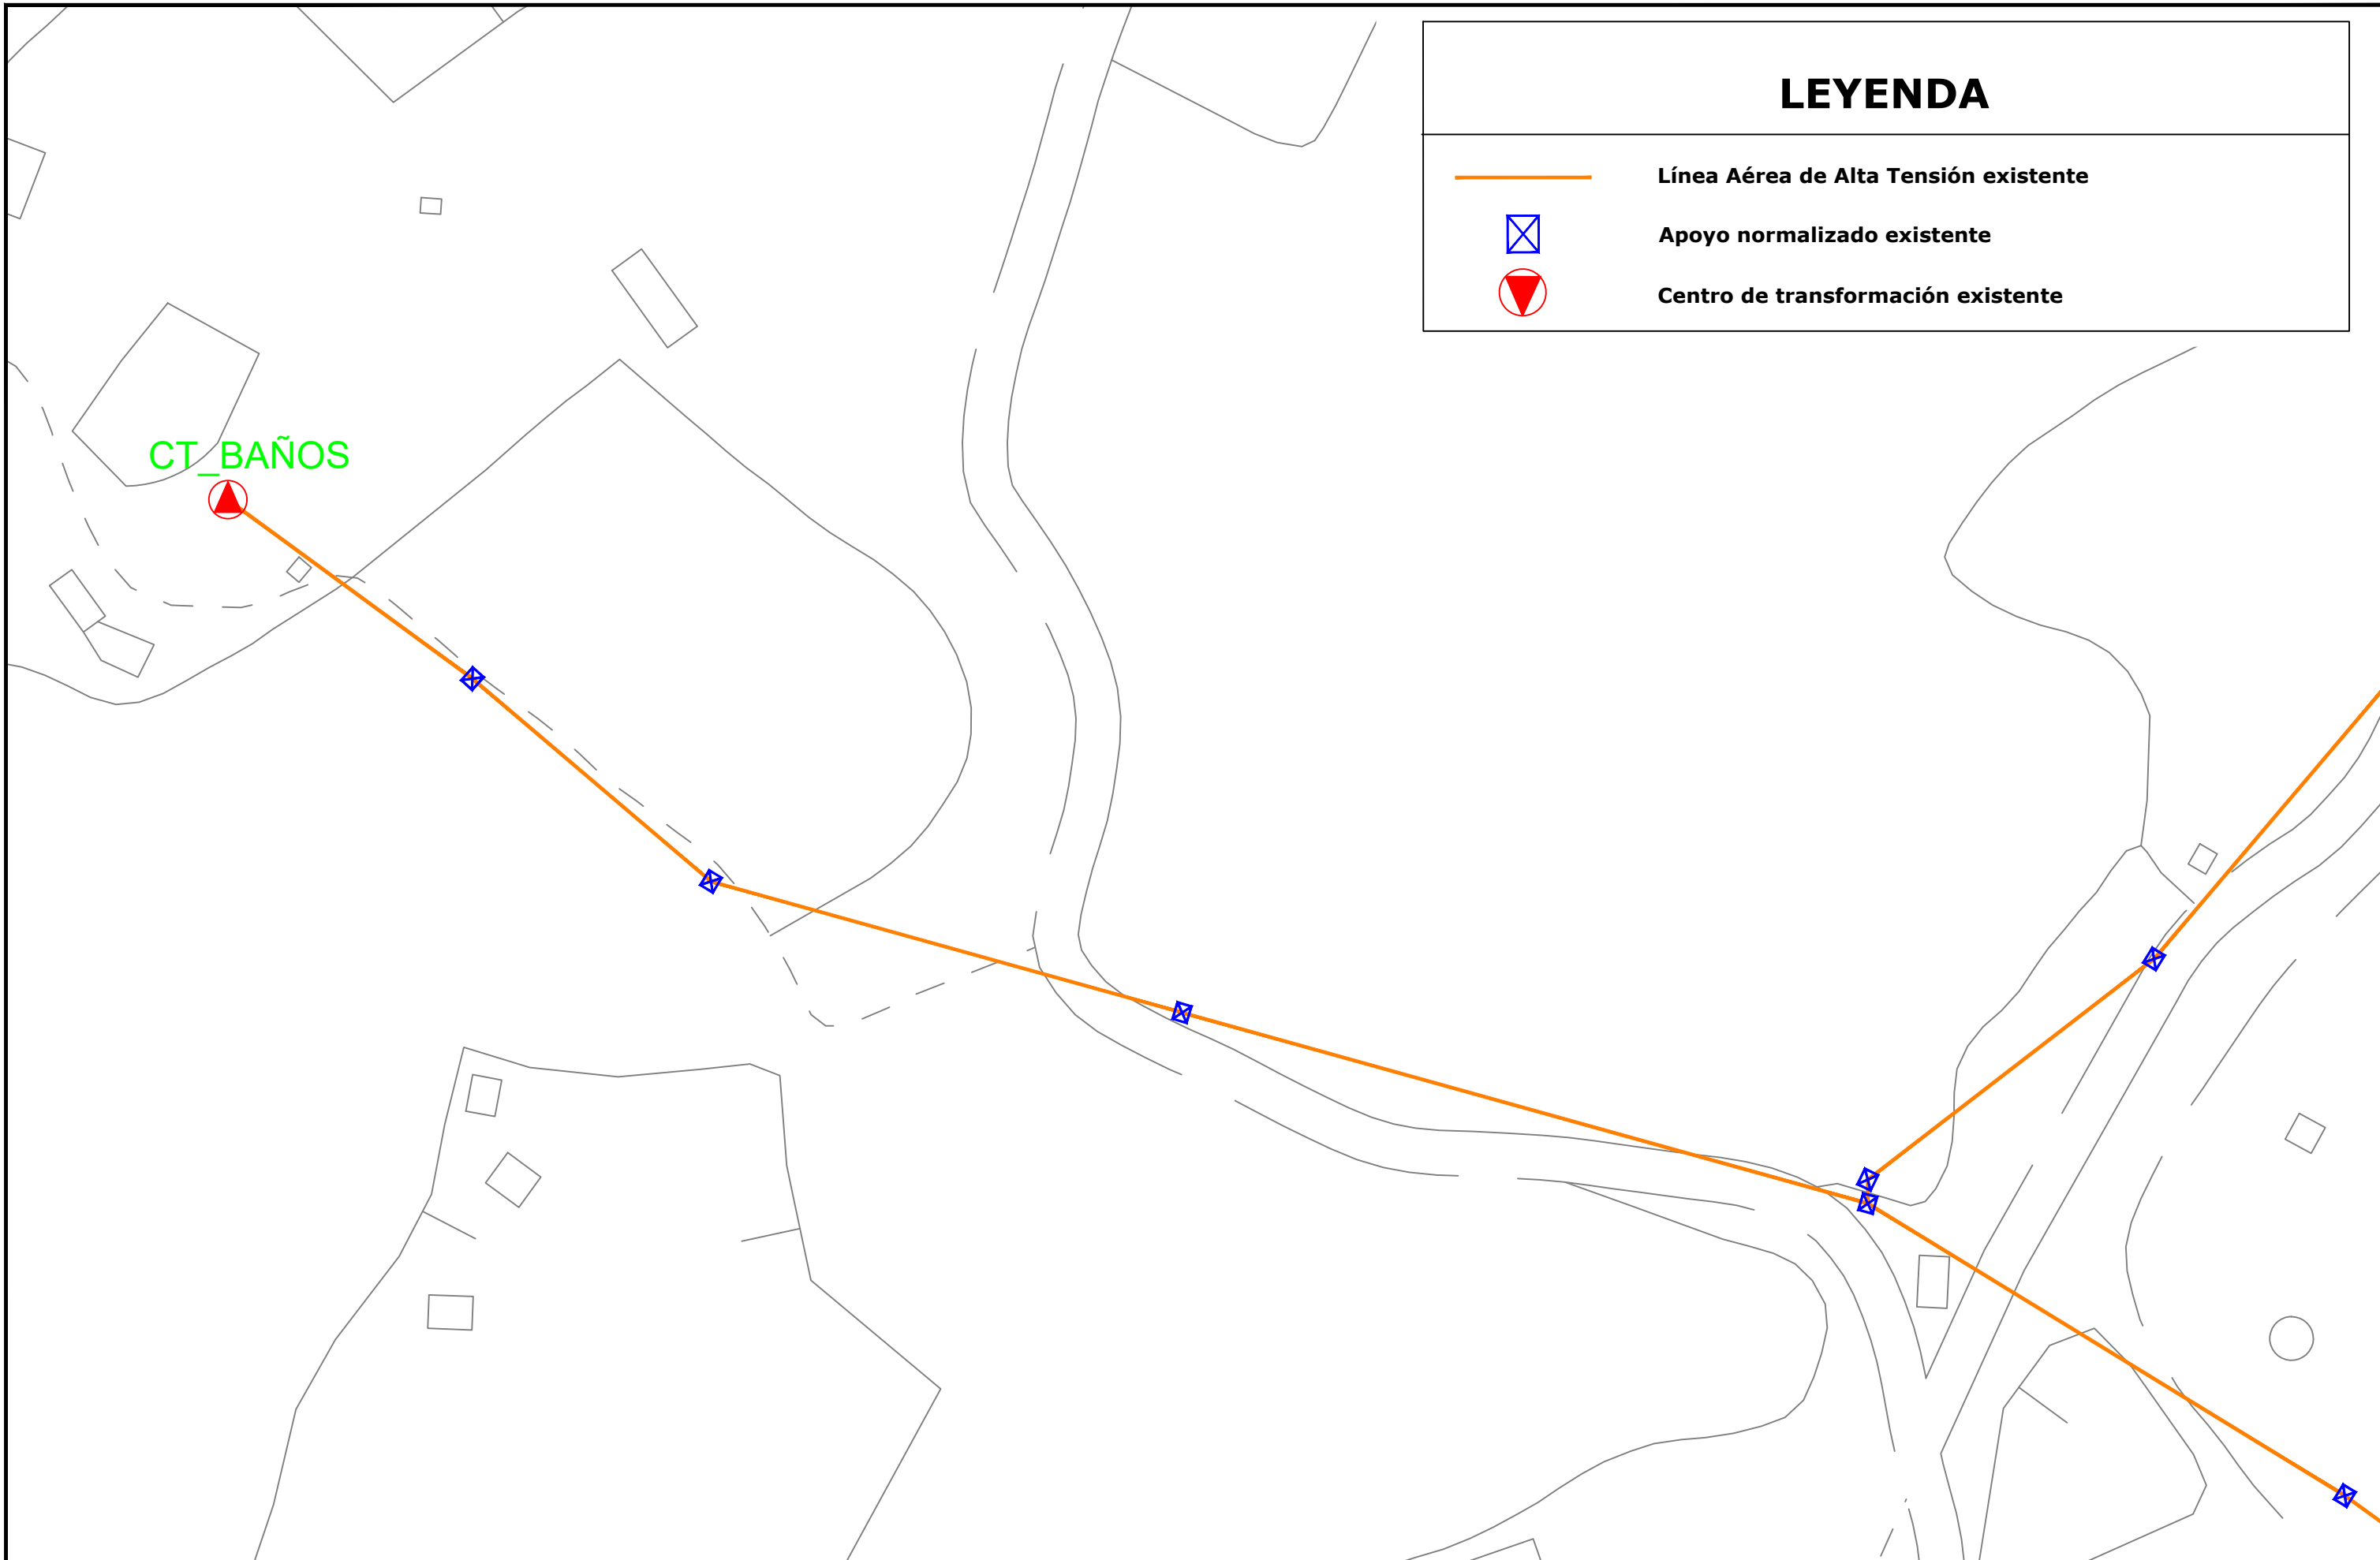 LEYENDA
Línea Aérea de Alta Tensión existente
Apoyo normalizado existente
Centro de transformación existente
CT_BAÑOS